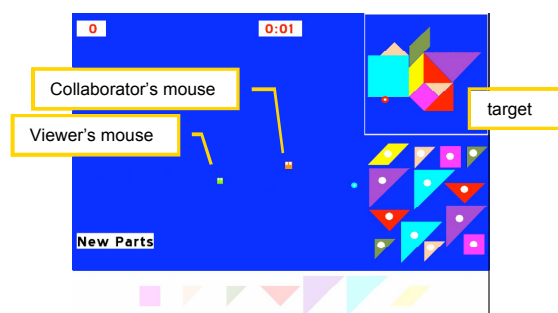 0
0:01
Collaborator's mouse
Viewer's mouse
target
New Parts